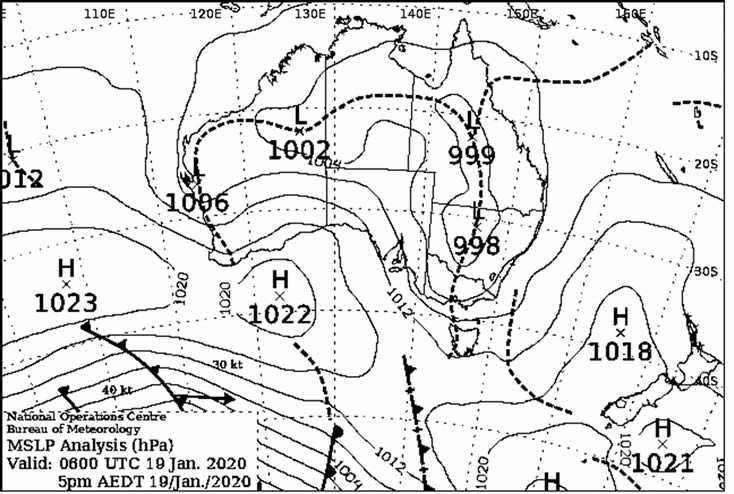 110E 120E 130E 140E 150E 160E
10S
L
L
1002 1004
999
L
012
L
1006
20S
L
998
H
1023
1020
1020
H
1022
1012
30S
H
1018
30 kt
40 kt
40S
National Operations Centre
Bureau of Meteorology
MSLP Analysis (hPa)
Valid: 0600 UTC 19 Jan. 2020
5pm AEDT 19/Jan./2020
1012
1004
1020
H
1020
H
1021